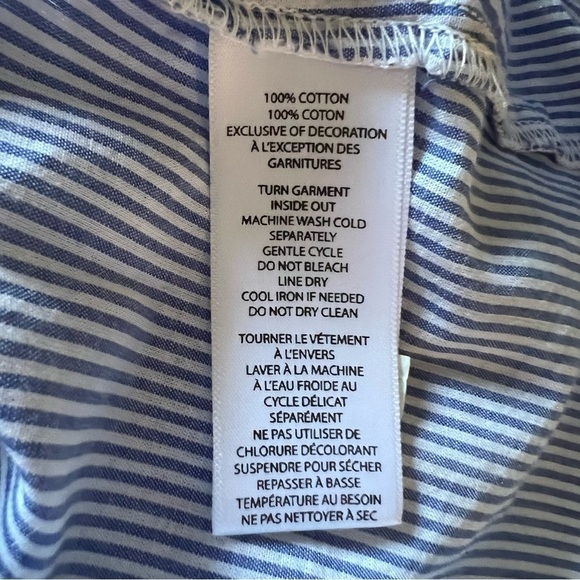 100% COTTON
100% COTON
EXCLUSIVE OF DECORATION
À L'EXCEPTION DES
GARNITURES
TURN GARMENT
INSIDE OUT
MACHINE WASH COLD
SEPARATELY
GENTLE CYCLE
DO NOT BLEACH
LINE DRY
COOL IRON IF NEEDED
DO NOT DRY CLEAN
TOURNER LE VÊTEMENT
À L'ENVERS
LAVER À LA MACHINE
À L'EAU FROIDE AU
CYCLE DÉLICAT
SÉPARÉMENT
NE PAS UTILISER DE
CHLORURE DÉCOLORANT
SUSPENDRE POUR SÉCHER
REPASSER À BASSE
TEMPÉRATURE AU BESOIN
NE PAS NETTOYER À SEC